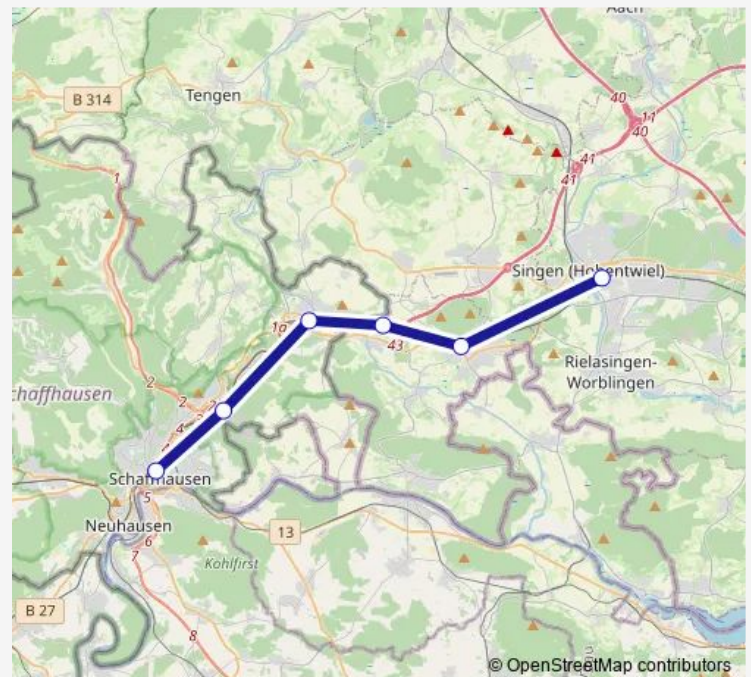 Aach
B 314
Tengen
40
11
40
41
41
1
Singen (Hohentwiel)
1a
43
Rielasingen-
Worblingen
chaffhausen
2
2
2
4
Schaffhausen
5
Neuhausen
6
7
13
Kohlfirst
B 27
8
© OpenStreetMap contributors